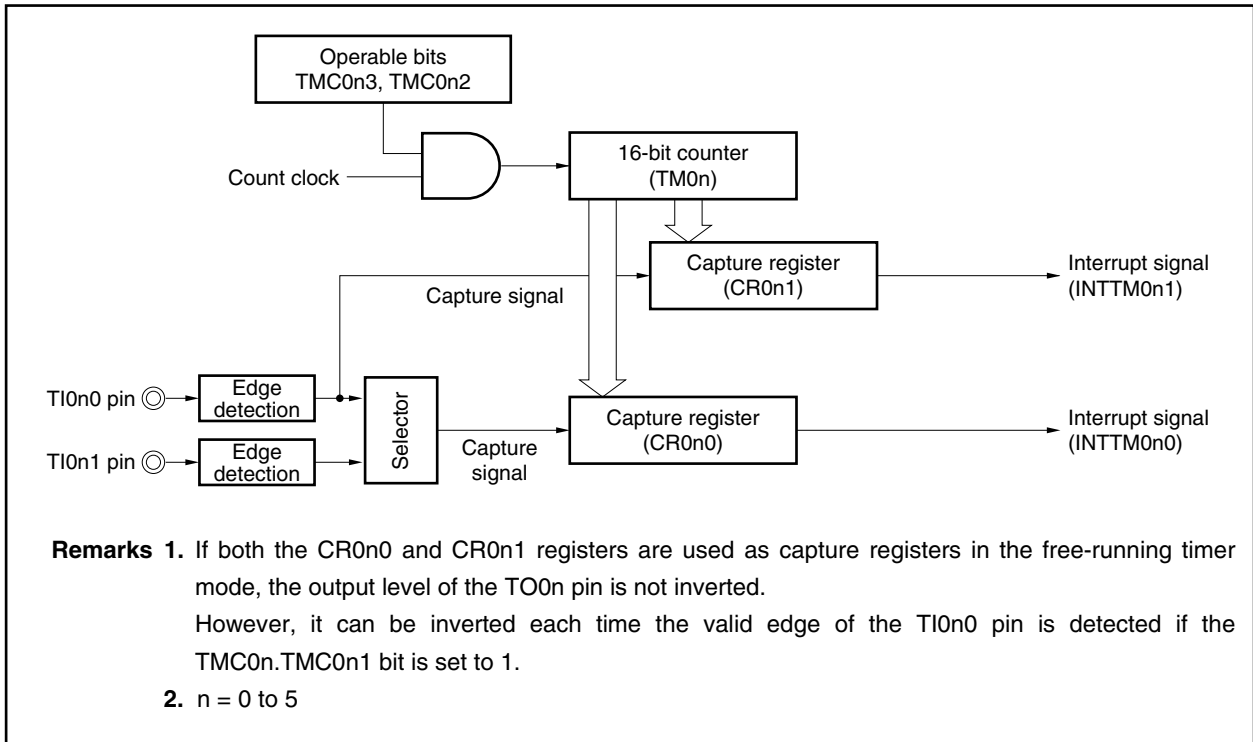 Operable bits
TMC0n3, TMC0n2
Count clock
16-bit counter
(TM0n)
Capture register
(CR0n1)
Interrupt signal
(INTTM0n1)
Capture signal
TI0n0 pin
Edge
detection
TI0n1 pin
Edge
detection
Selector
Capture
signal
Capture register
(CR0n0)
Interrupt signal
(INTTM0n0)
Remarks 1. If both the CR0n0 and CR0n1 registers are used as capture registers in the free-running timer
mode, the output level of the TO0n pin is not inverted.
However, it can be inverted each time the valid edge of the TI0n0 pin is detected if the
TMC0n.TMC0n1 bit is set to 1.
2. n = 0 to 5